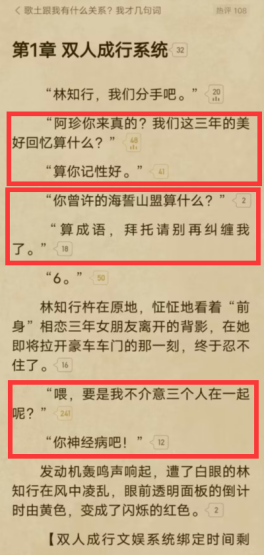 < 歌土跟我有什么关系？我才几句词 热评 108
第1章 双人成行系统 32
“林知行，我们分手吧。” 20
“阿珍你来真的？我们这三年的美
好回忆算什么？” 68
“算你记性好。” 41
“你曾许的海誓山盟算什么？” 2
“算成语，拜托请别再纠缠我
了。” 18
“6。” 50
林知行杵在原地，怔怔地看着“前
身”相恋三年女朋友离开的背影，在她
即将拉开豪车车门的那一刻，终于忍不
住了。 16
“喂，要是我不介意三个人在一起
呢？” 261
“你神经病吧！” 12
发动机轰鸣声响起，遭了白眼的林
知行在风中凌乱，眼前透明面板的倒计
时由黄色，变成了闪烁的红色。 2
【双人成行文娱系统绑定时间剩